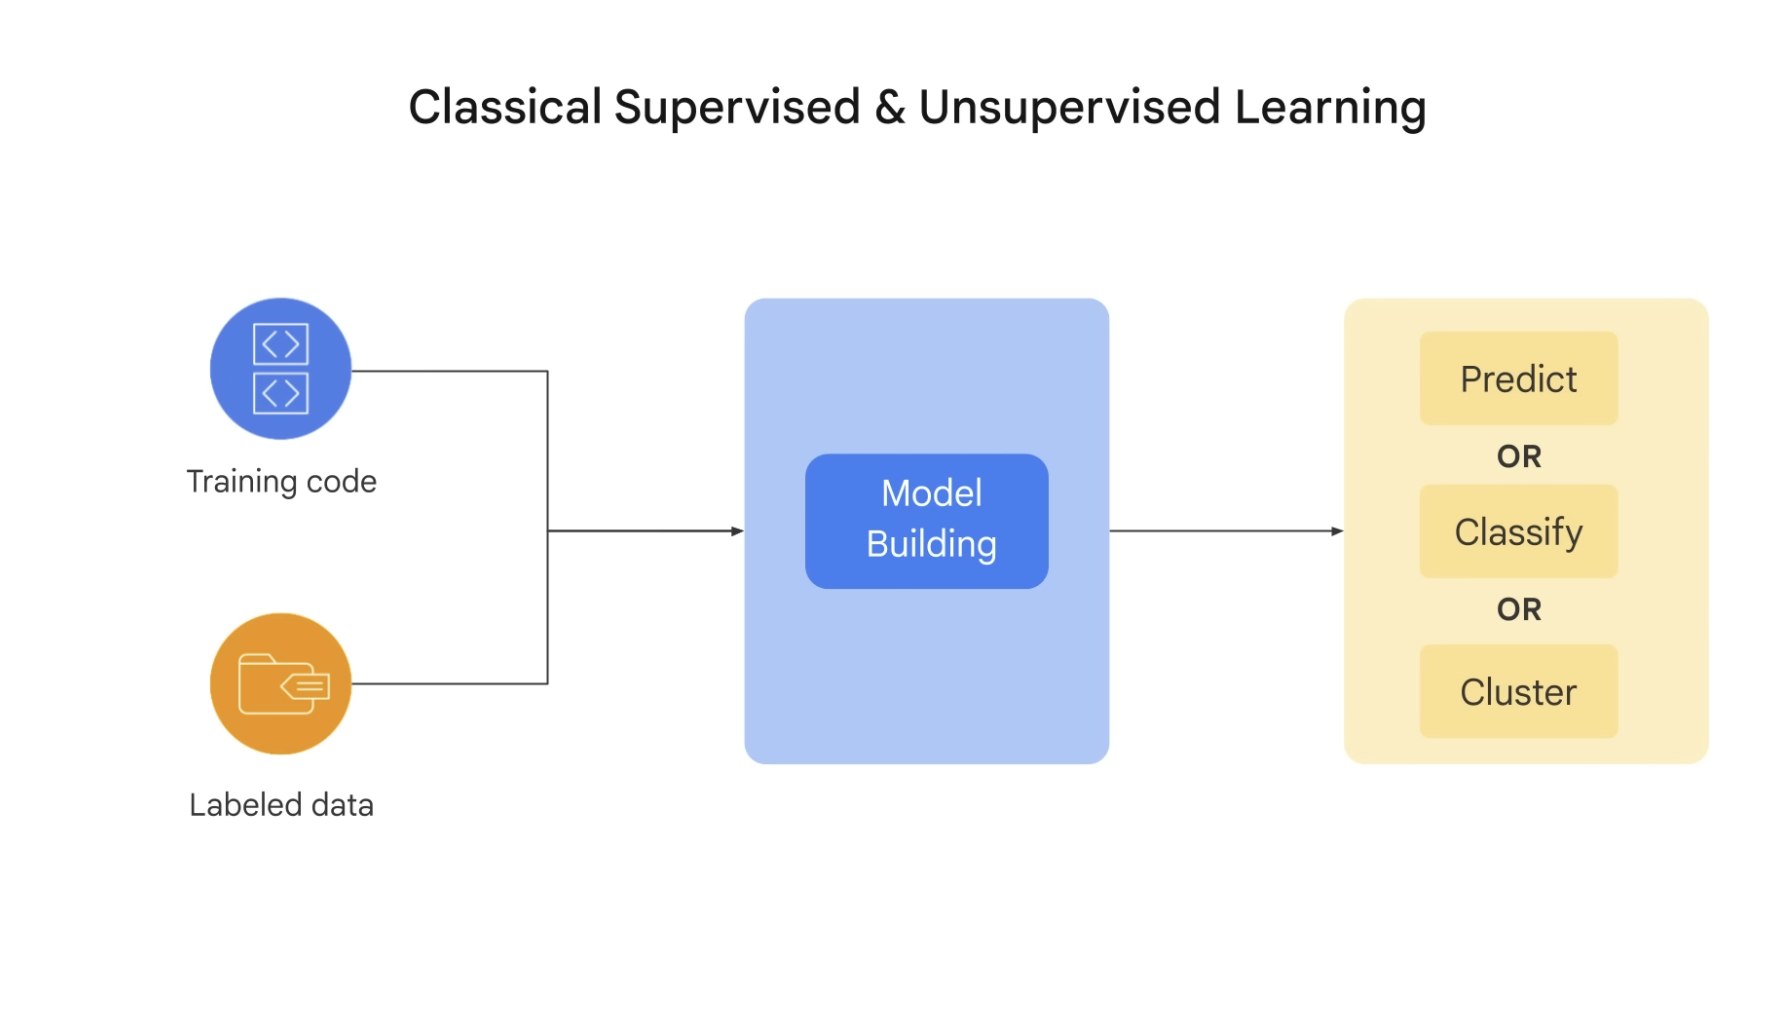 Classical Supervised & Unsupervised Learning
Training code
Labeled data
Model
Building
Predict
OR
Classify
OR
Cluster